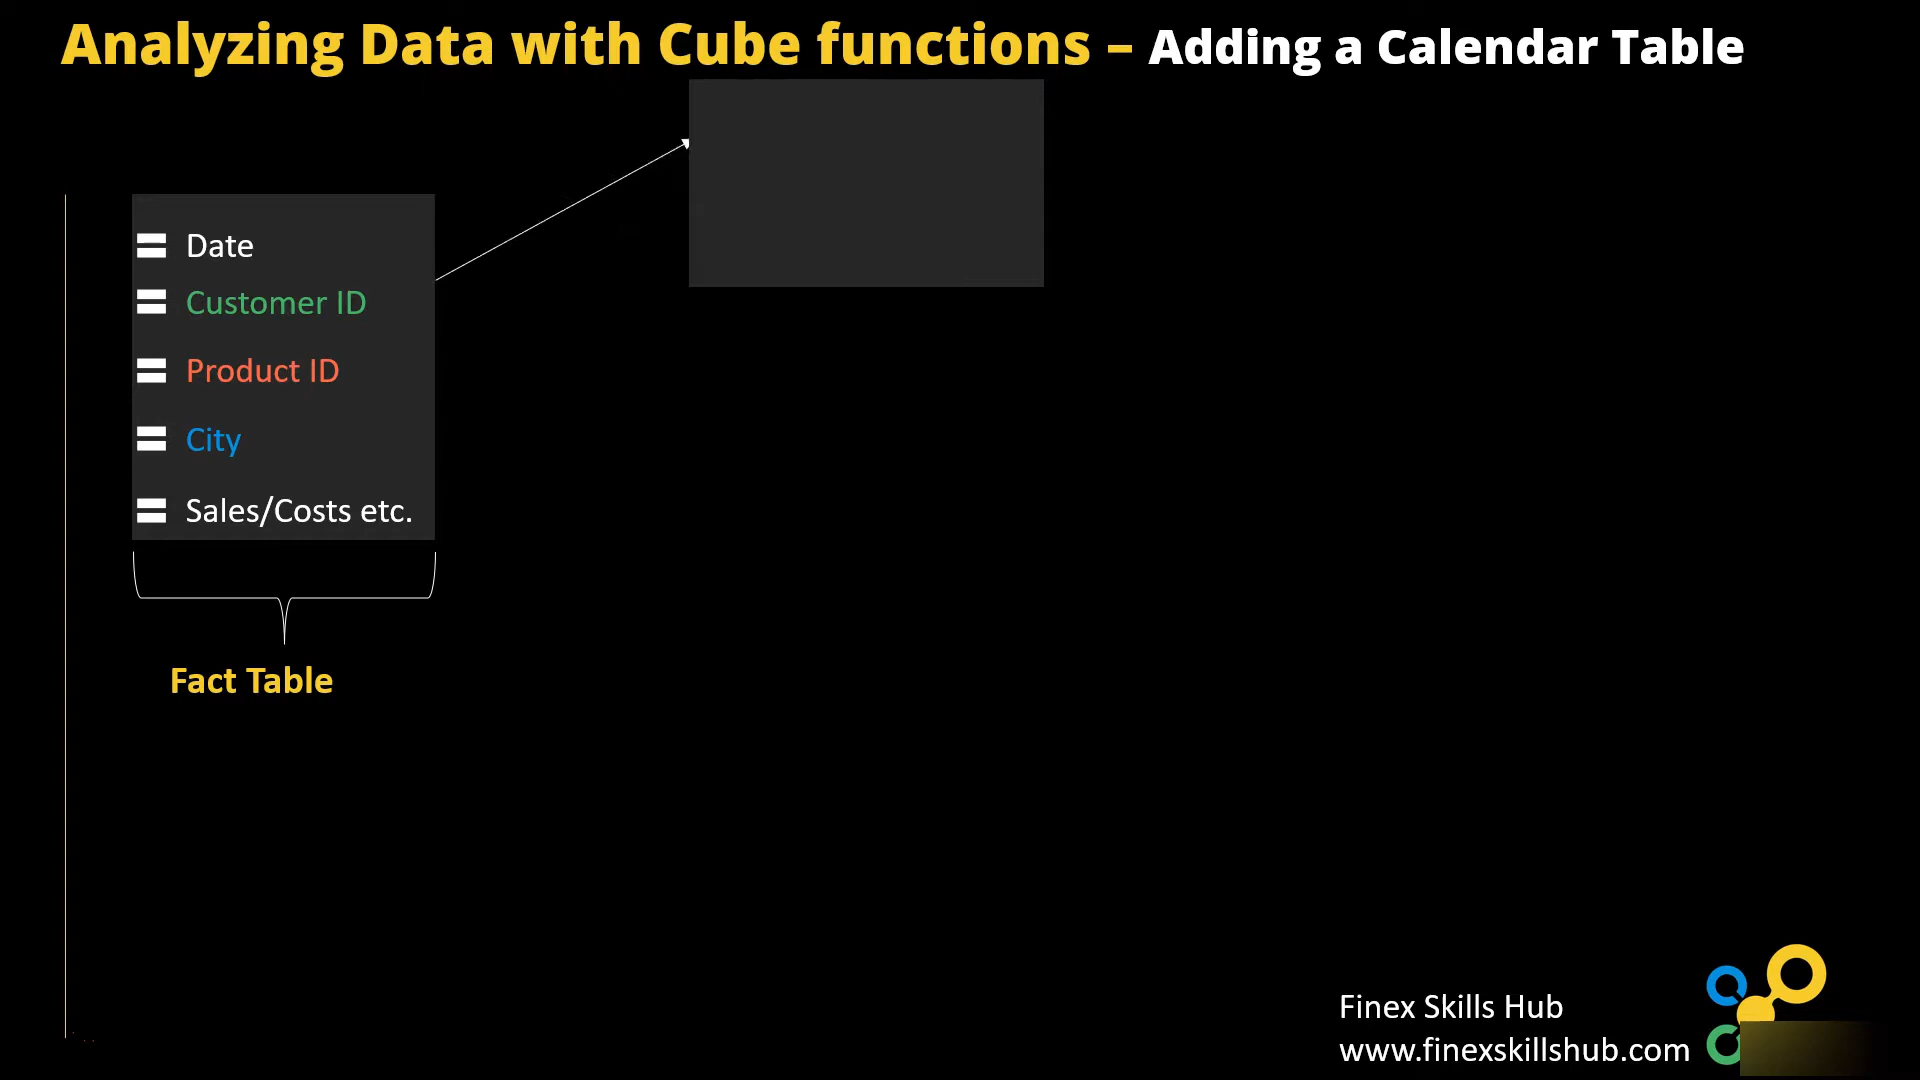 Analyzing Data with Cube functions – Adding a Calendar Table
Date
Customer ID
Product ID
City
Sales/Costs etc.
Fact Table
Finex Skills Hub
www.finexskillshub.com